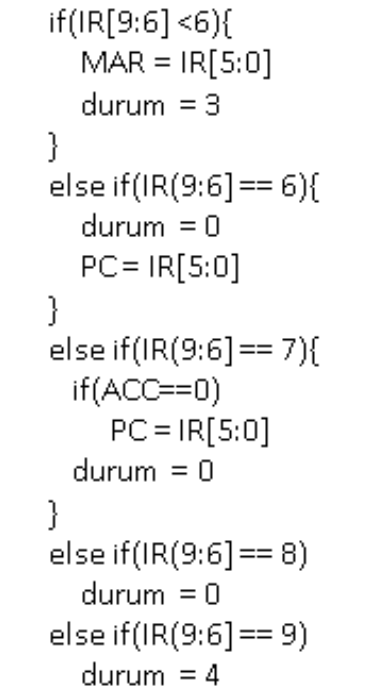 if(IR[9:6] <6){
MAR = IR[5:0]
durum = 3
}
else if(IR(9:6]== 6){
durum = 0
PC= IR[5:0]
}
else if(IR(9:6]== 7){
if(ACC==0)
PC = IR[5:0]
durum = 0
}
else if(IR(9:6]== 8)
durum = 0
else if(IR(9:6]== 9)
durum = 4